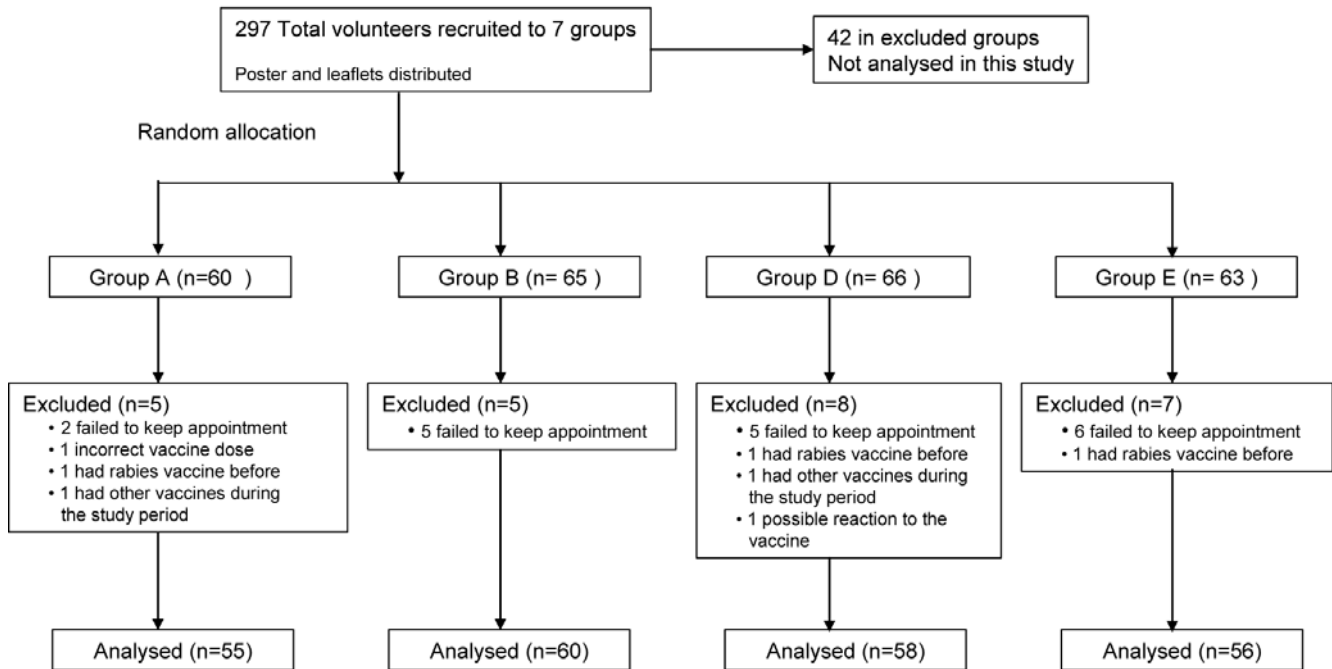 297 Total volunteers recruited to 7 groups
Poster and leaflets distributed
42 in excluded groups
Not analysed in this study
Random allocation
Group A (n=60 )
Group B (n= 65 )
Group D (n= 66 )
Group E (n= 63 )
Excluded (n=5)
• 2 failed to keep appointment
• 1 incorrect vaccine dose
• 1 had rabies vaccine before
• 1 had other vaccines during
the study period
Excluded (n=5)
• 5 failed to keep appointment
Excluded (n=8)
• 5 failed to keep appointment
• 1 had rabies vaccine before
• 1 had other vaccines during
the study period
• 1 possible reaction to the
vaccine
Excluded (n=7)
• 6 failed to keep appointment
• 1 had rabies vaccine before
Analysed (n=55)
Analysed (n=60)
Analysed (n=58)
Analysed (n=56)